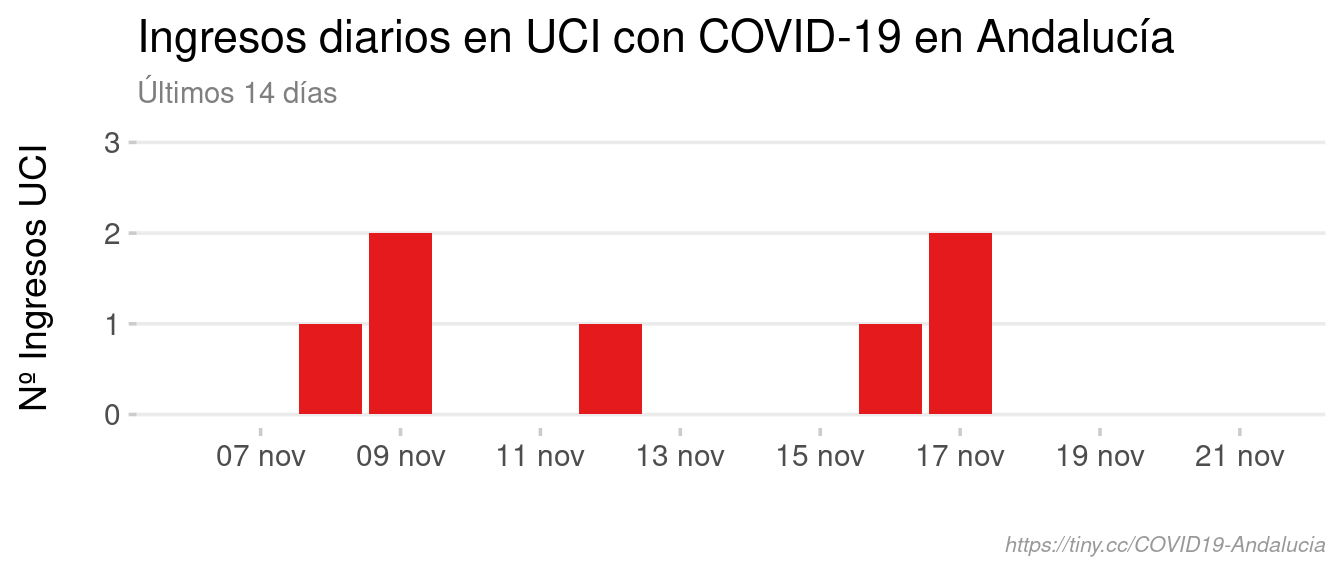 Ingresos diarios en UCI con COVID-19 en Andalucía
Últimos 14 días
Nº Ingresos UCI
3
2
1
0
07 nov 09 nov 11 nov 13 nov 15 nov 17 nov 19 nov 21 nov
https://tiny.cc/COVID19-Andalucia